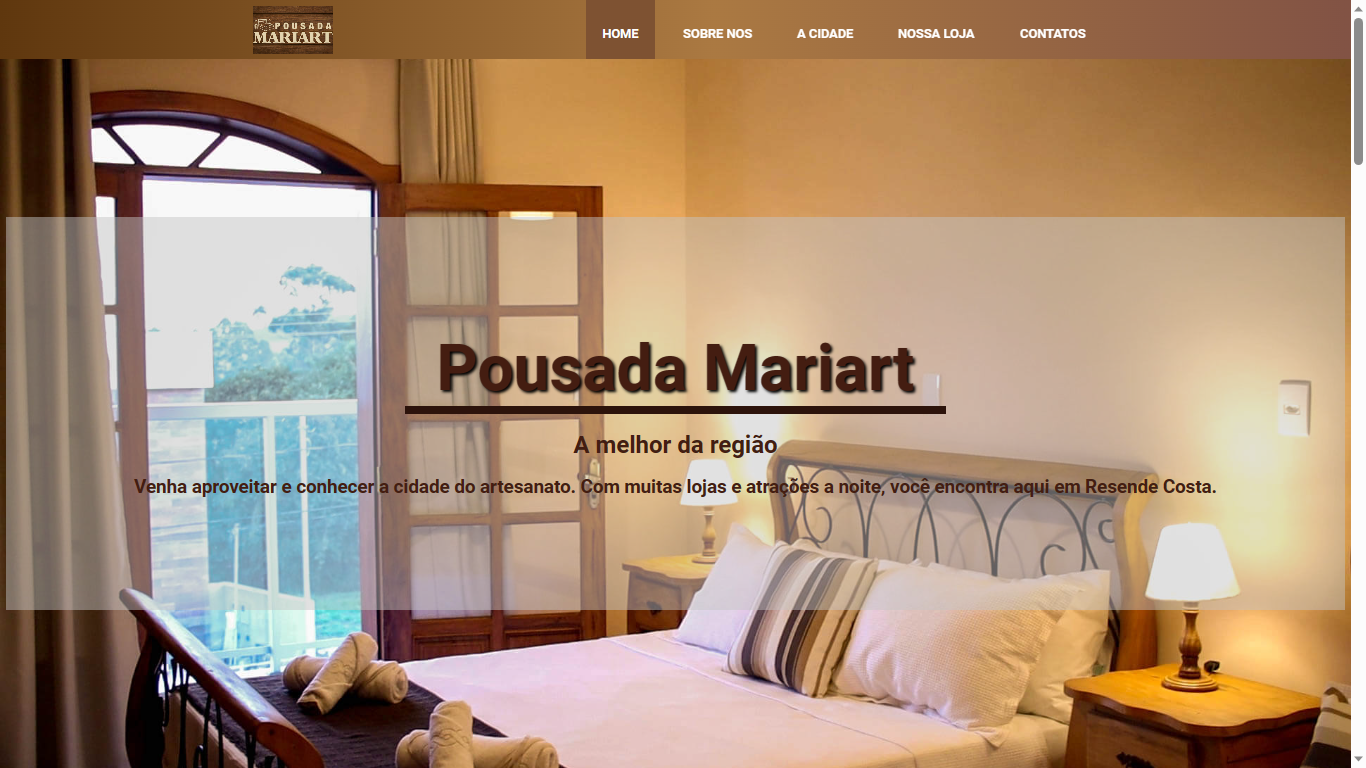 POUSADA
MARIART
HOME
SOBRE NOS
A CIDADE
NOSSA LOJA
CONTATOS
Pousada Mariart
A melhor da região
Venha aproveitar e conhecer a cidade do artesanato. Com muitas lojas e atrações a noite, você encontra aqui em Resende Costa.